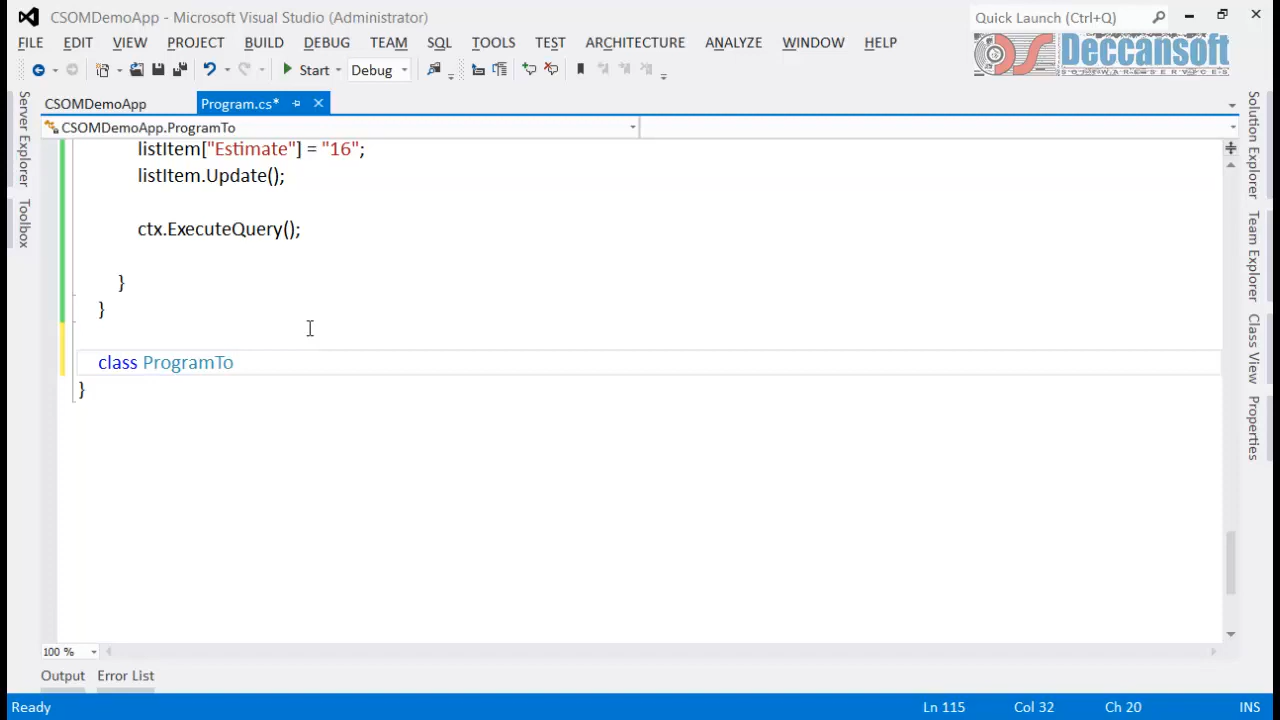 CSOMDemoApp - Microsoft Visual Studio (Administrator)
Quick Launch (Ctrl+Q)
FILE EDIT VIEW PROJECT BUILD DEBUG TEAM SQL TOOLS TEST ARCHITECTURE ANALYZE WINDOW HELP
Deccansoft
SOFTWARE SERVICES
Start Debug
CSOMDemoApp Program.cs*
CSOMDemoApp.ProgramTo
listItem["Estimate"] = "16";
listItem.Update();
ctx.ExecuteQuery();
}
}
class ProgramTo
}
Server Explorer
Toolbox
Solution Explorer
Team Explorer
Class View
Properties
100 %
Output Error List
Ready Ln 115 Col 32 Ch 20 INS